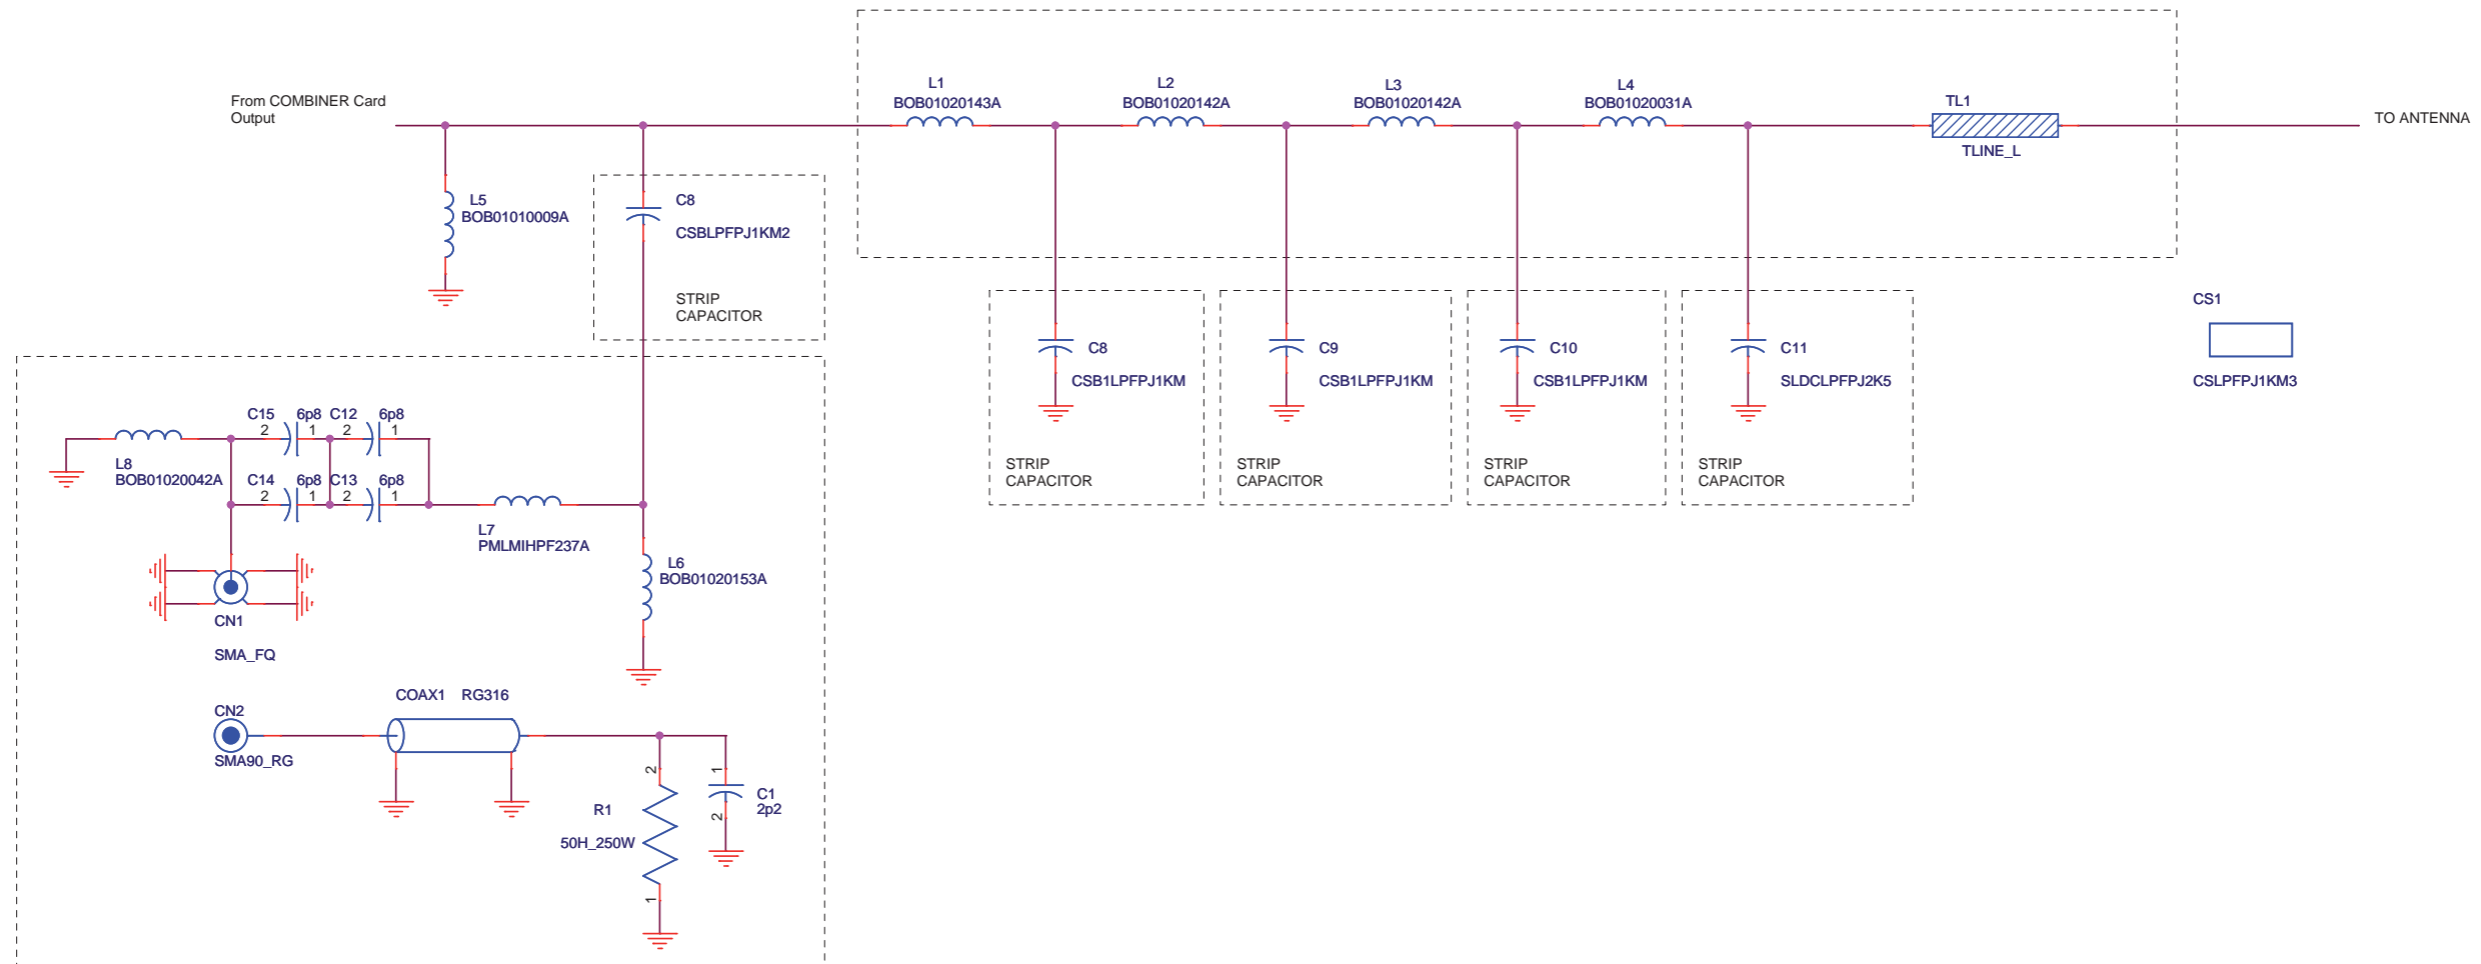 From COMBINER Card
Output
L1
BOB01020143A
L2
BOB01020142A
L3
BOB01020142A
L4
BOB01020031A
TL1
TLINE_L
TO ANTENNA
L5
BOB01010009A
C8
CSBLPFPJ1KM2
STRIP
CAPACITOR
C8
CSB1LPFPJ1KM
STRIP
CAPACITOR
C9
CSB1LPFPJ1KM
STRIP
CAPACITOR
C10
CSB1LPFPJ1KM
STRIP
CAPACITOR
C11
SLDCLPFPJ2K5
STRIP
CAPACITOR
CS1
CSLPFPJ1KM3
C15 6p8 C12 6p8
2 1 2 1
L8
BOB01020042A
C14 6p8 C13 6p8
2 1 2 1
L7
PMLMIHPF237A
L6
BOB01020153A
CN1
SMA_FQ
COAX1 RG316
CN2
SMA90_RG
2
1
R1
50H_250W
C1
2p2
2
1